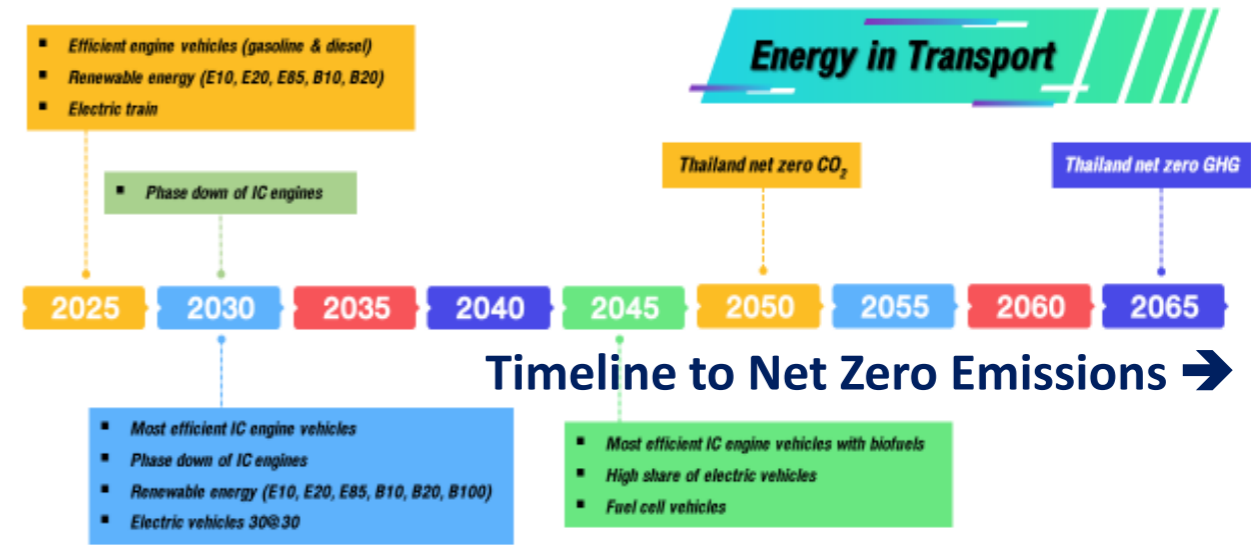 Energy in Transport
▪ Efficient engine vehicles (gasoline & diesel)
▪ Renewable energy (E10, E20, E85, B10, B20)
▪ Electric train
▪ Phase down of IC engines
Thailand net zero CO₂
Thailand net zero GHG
2025 2030 2035 2040 2045 2050 2055 2060 2065
Timeline to Net Zero Emissions ➔
▪ Most efficient IC engine vehicles
▪ Phase down of IC engines
▪ Renewable energy (E10, E20, E85, B10, B20, B100)
▪ Electric vehicles 30@30
▪ Most efficient IC engine vehicles with biofuels
▪ High share of electric vehicles
▪ Fuel cell vehicles